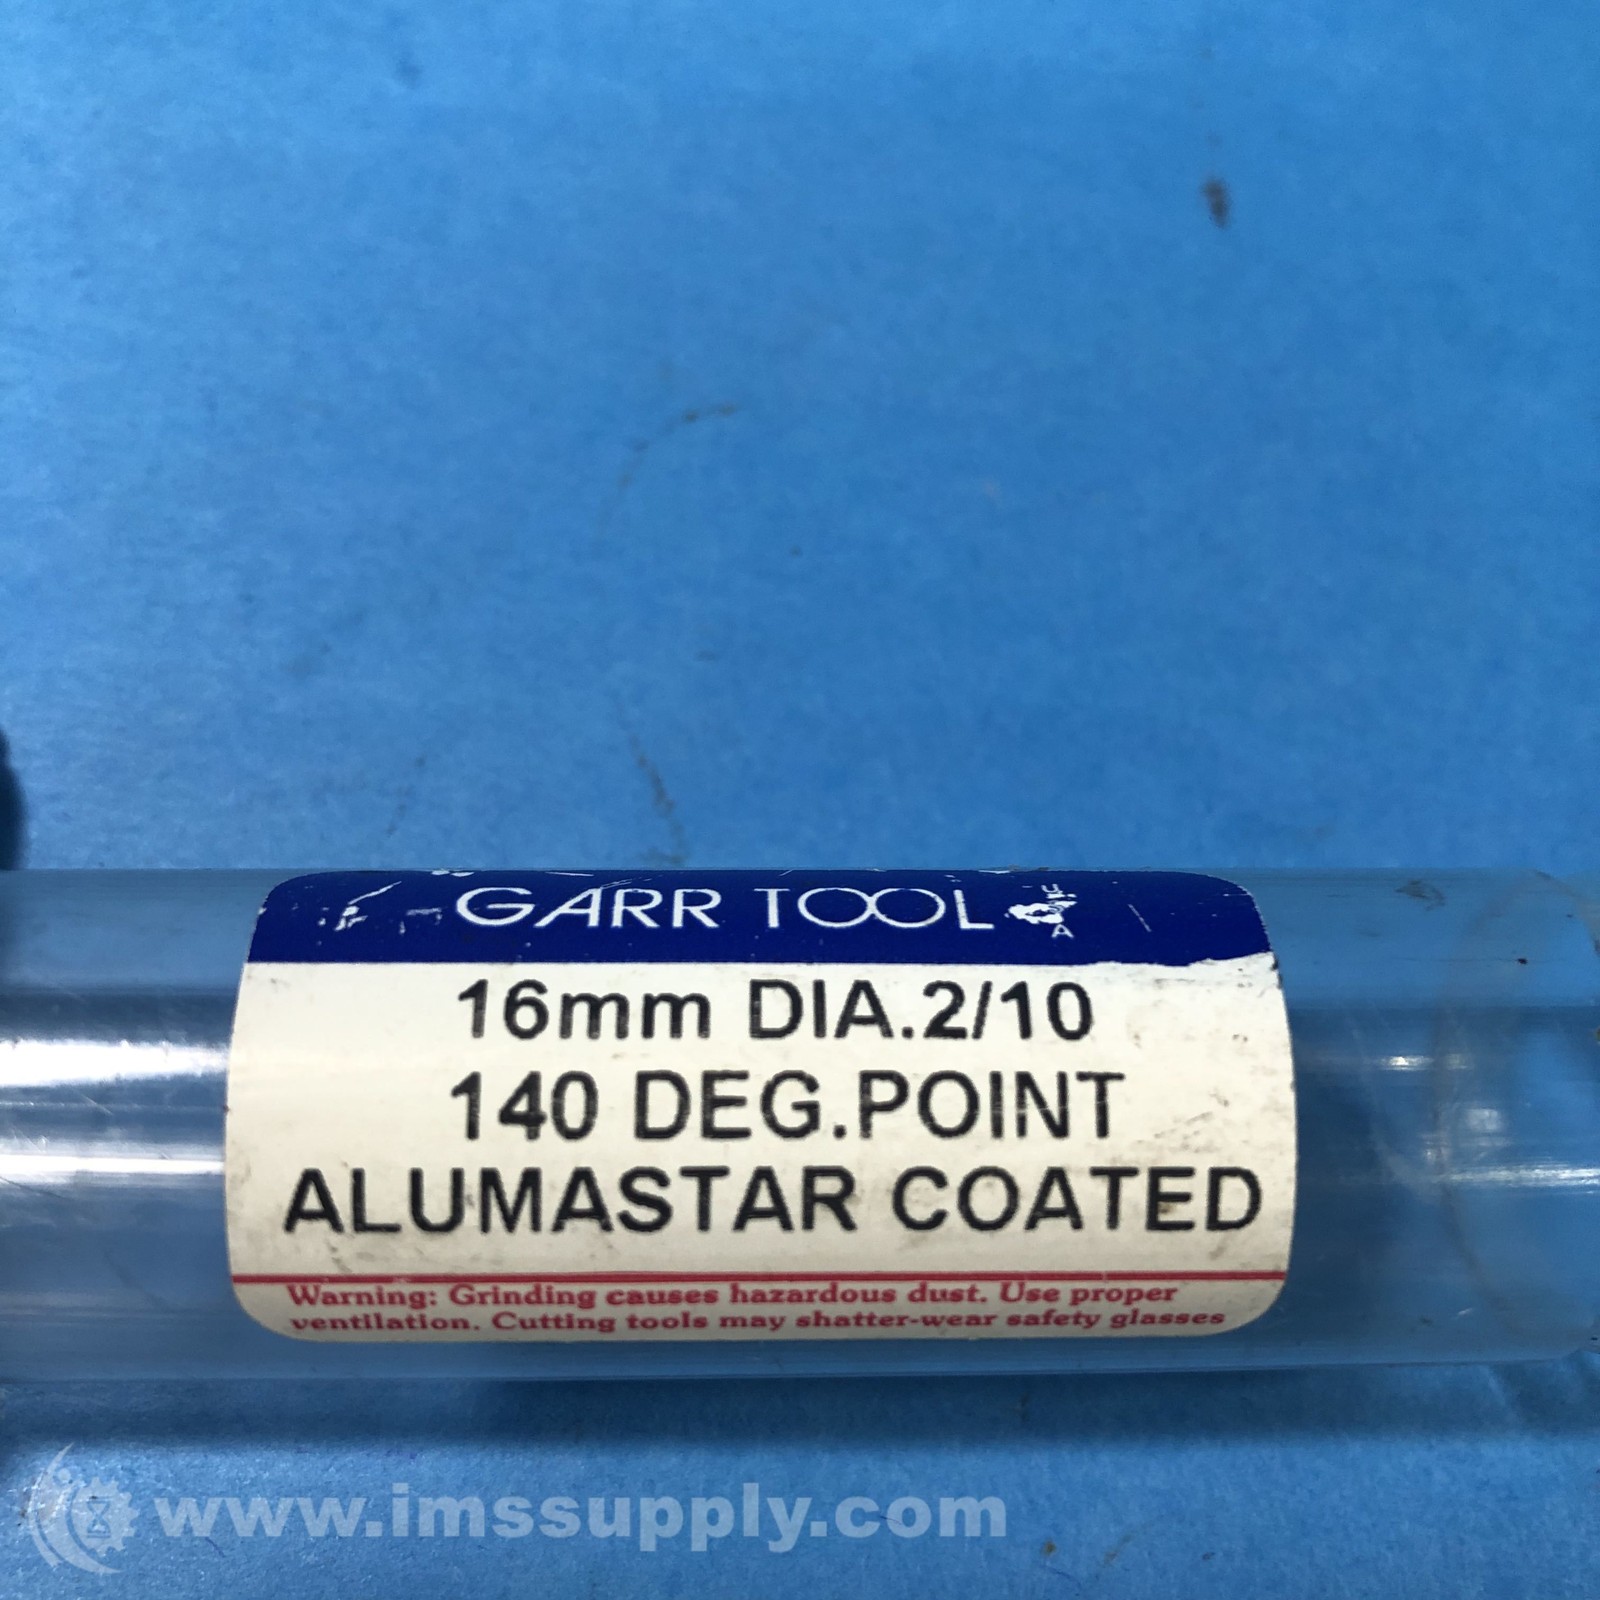 GARR TOOL USA
16mm DIA.2/10
140 DEG.POINT
ALUMASTAR COATED
Warning: Grinding causes hazardous dust. Use proper
ventilation. Cutting tools may shatter-wear safety glasses
www.imssupply.com